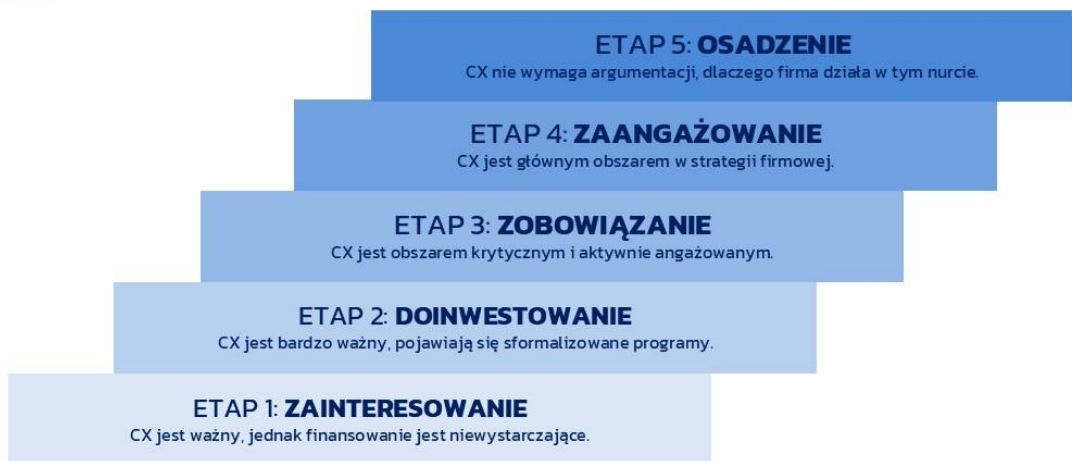 ETAP 5: OSADZENIE
CX nie wymaga argumentacji, dlaczego firma działa w tym nurcie.
ETAP 4: ZAANGAŻOWANIE
CX jest głównym obszarem w strategii firmowej.
ETAP 3: ZOBOWIĄZANIE
CX jest obszarem krytycznym i aktywnie angażowanym.
ETAP 2: DOINWESTOWANIE
CX jest bardzo ważny, pojawiają się sformalizowane programy.
ETAP 1: ZAINTERESOWANIE
CX jest ważny, jednak finansowanie jest niewystarczające.